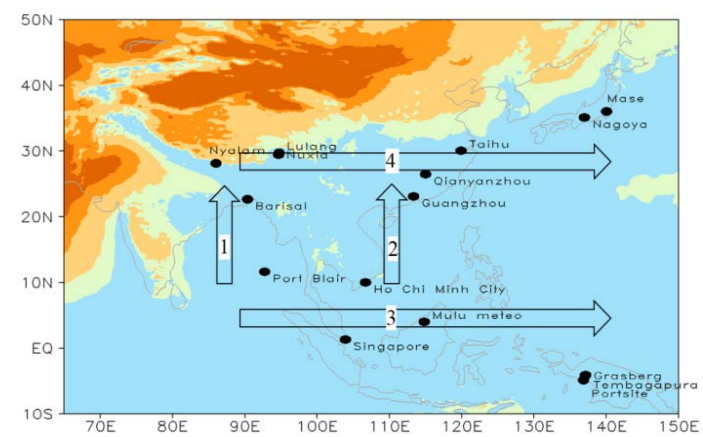 50N
40N
Mase
Nagoya
Taihu
Lulang
Nyalam
Nuxia
30N
4
Qianyanzhou
Guangzhou
Barisal
20N
1
2
Port Blair
Ho Chi Minh City
10N
3
Mulu meteo
Singapore
EQ
Grasberg
Tembagapura
Portsite
10S
70E 80E 90E 100E 110E 120E 130E 140E 150E